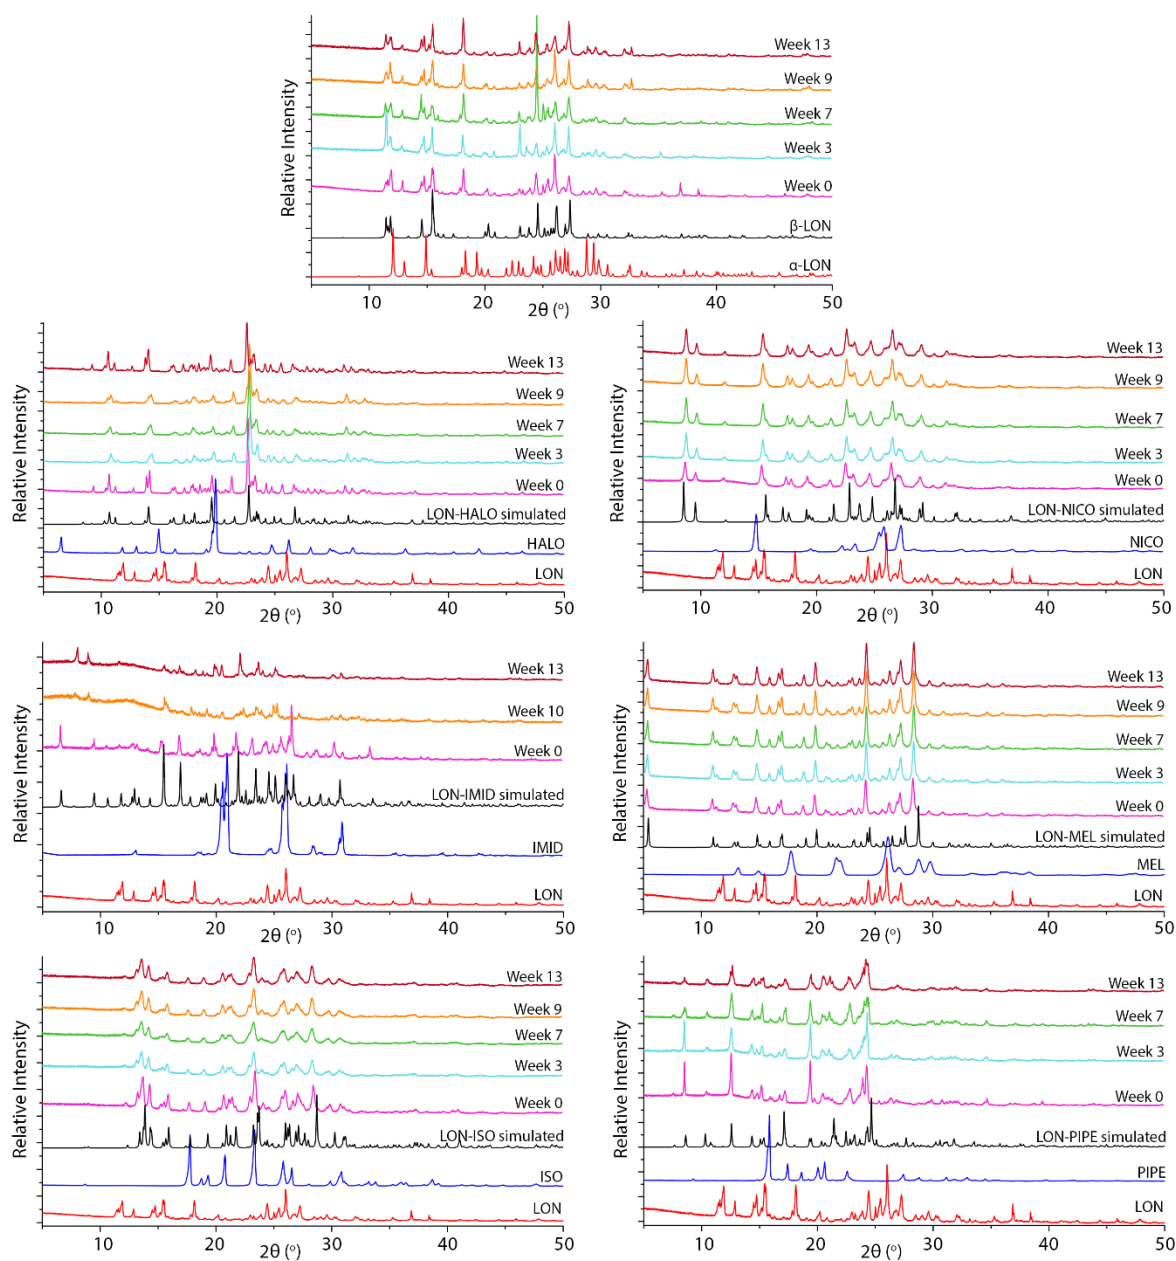 Relative Intensity
Week 13
Week 9
Week 7
Week 3
Week 0
β-LON
α-LON
10 20 30 40 50
2θ (°)
Relative Intensity
Week 13
Week 9
Week 7
Week 3
Week 0
LON-HALO simulated
HALO
LON
10 20 30 40 50
2θ (°)
Relative Intensity
Week 13
Week 9
Week 7
Week 3
Week 0
LON-NICO simulated
NICO
LON
10 20 30 40 50
2θ (°)
Relative Intensity
Week 13
Week 10
Week 0
LON-IMID simulated
IMID
LON
10 20 30 40 50
2θ (°)
Relative Intensity
Week 13
Week 9
Week 7
Week 3
Week 0
LON-MEL simulated
MEL
LON
10 20 30 40 50
2θ (°)
Relative Intensity
Week 13
Week 9
Week 7
Week 3
Week 0
LON-ISO simulated
ISO
LON
10 20 30 40 50
2θ (°)
Relative Intensity
Week 13
Week 7
Week 3
Week 0
LON-PIPE simulated
PIPE
LON
10 20 30 40 50
2θ (°)